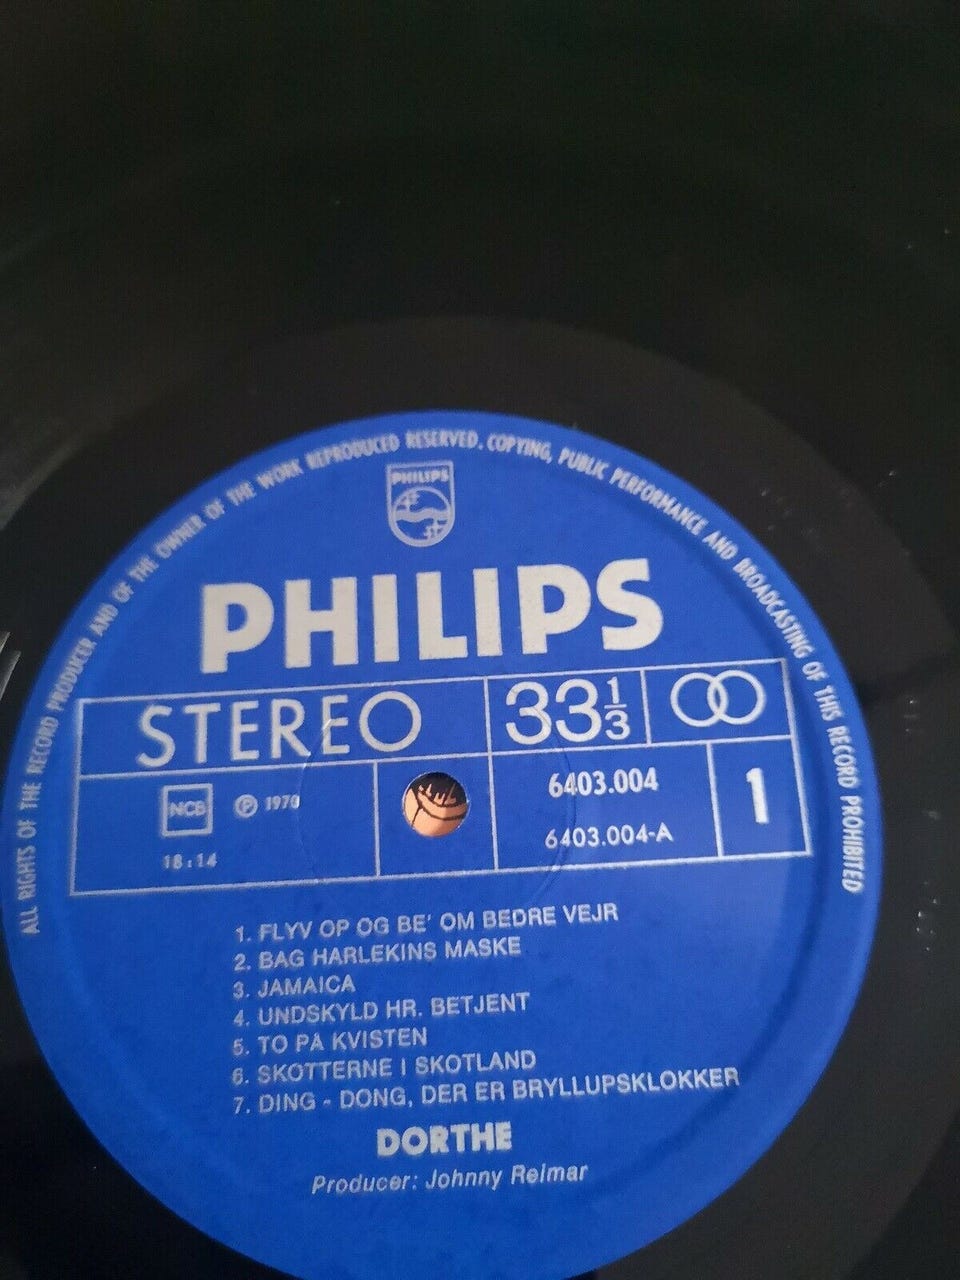 ALL RIGHTS OF THE RECORD PRODUCER AND OF THE OWNER OF THE WORK REPRODUCED RESERVED. COPYING, PUBLIC PERFORMANCE AND BROADCASTING OF THIS RECORD PROHIBITED
PHILIPS
PHILIPS
STEREO 33 1/3
NCB ℗ 1970 6403.004 1
18:14 6403.004-A
1. FLYV OP OG BE' OM BEDRE VEJR
2. BAG HARLEKINS MASKE
3. JAMAICA
4. UNDSKYLD HR. BETJENT
5. TO PÅ KVISTEN
6. SKOTTERNE I SKOTLAND
7. DING - DONG, DER ER BRYLLUPSKLOKKER
DORTHE
Producer: Johnny Reimar